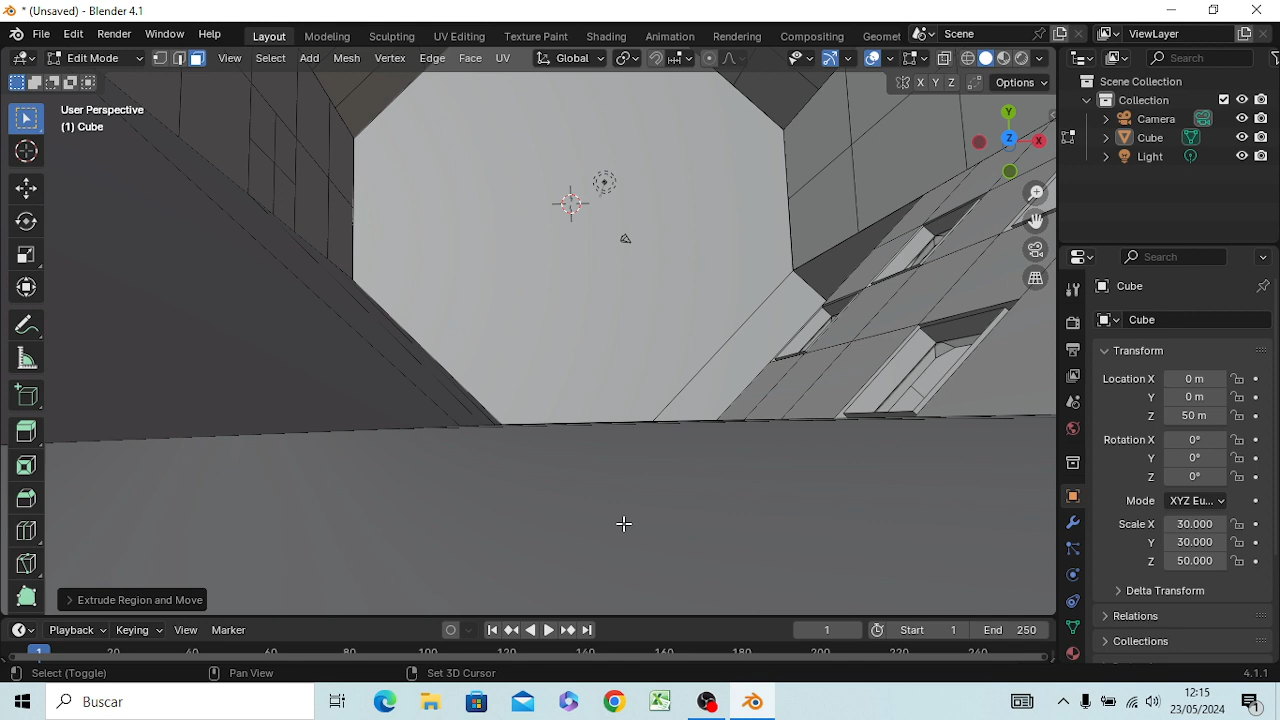 * (Unsaved) - Blender 4.1
File Edit Render Window Help
Layout Modeling Sculpting UV Editing Texture Paint Shading Animation Rendering Compositing Geomet
Scene
ViewLayer
Edit Mode View Select Add Mesh Vertex Edge Face UV
Global
Search
X Y Z
Options
User Perspective
(1) Cube
Y
Z
X
Scene Collection
Collection
Camera
Cube
Light
Search
Cube
Cube
Transform
Location X 0 m
Y 0 m
Z 50 m
Rotation X 0°
Y 0°
Z 0°
Mode XYZ Eu...
Scale X 30.000
Y 30.000
Z 50.000
Delta Transform
Relations
Collections
Extrude Region and Move
Playback Keying View Marker
1
Start 1
End 250
1 20 40 60 80 100 120 140 160 180 200 220 240
Select (Toggle) Pan View Set 3D Cursor
4.1.1
Buscar
12:15
23/05/2024
1